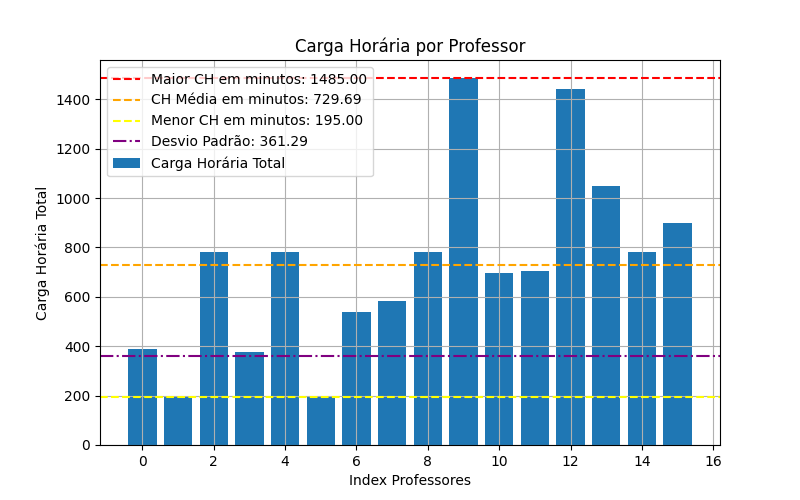 Carga Horária por Professor
Maior CH em minutos: 1485.00
CH Média em minutos: 729.69
Menor CH em minutos: 195.00
Desvio Padrão: 361.29
Carga Horária Total
Carga Horária Total
1400
1200
1000
800
600
400
200
0
0 2 4 6 8 10 12 14 16
Index Professores